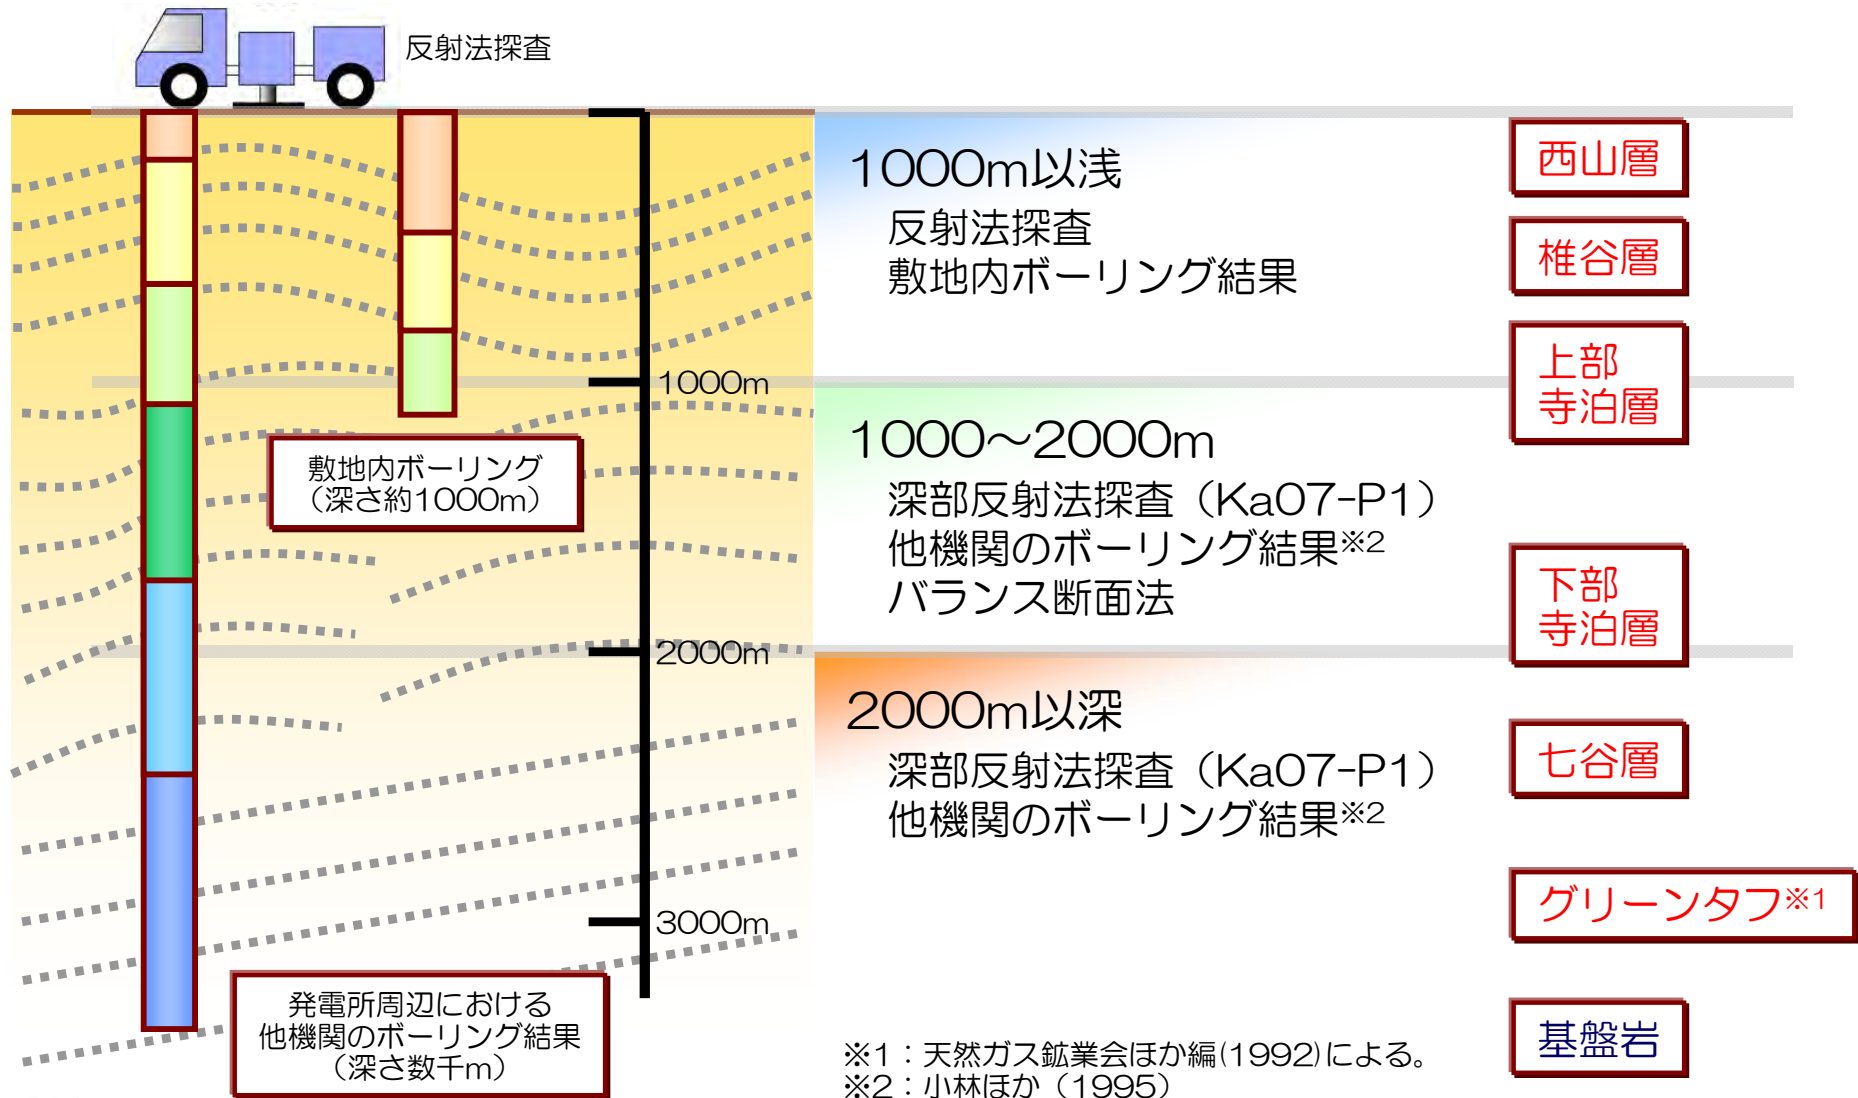 反射法探査
1000m以浅
反射法探査
敷地内ボーリング結果
1000m
1000～2000m
深部反射法探査（Ka07-P1）
他機関のボーリング結果※2
バランス断面法
敷地内ボーリング
（深さ約1000m）
2000m
2000m以深
深部反射法探査（Ka07-P1）
他機関のボーリング結果※2
3000m
発電所周辺における
他機関のボーリング結果
（深さ数千m）
西山層
椎谷層
上部
寺泊層
下部
寺泊層
七谷層
グリーンタフ※1
基盤岩
※1：天然ガス鉱業会ほか編(1992)による。
※2：小林ほか（1995）